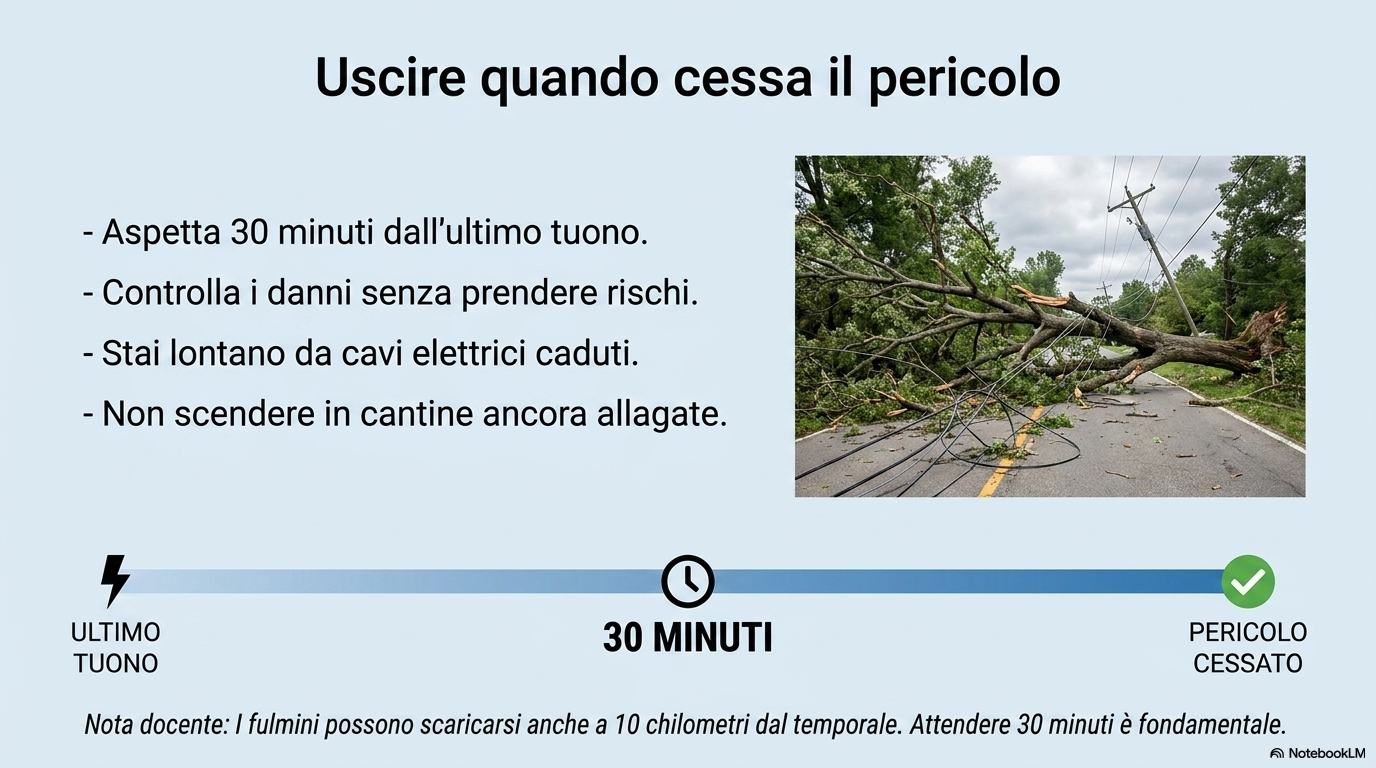 Uscire quando cessa il pericolo
- Aspetta 30 minuti dall'ultimo tuono.
- Controlla i danni senza prendere rischi.
- Stai lontano da cavi elettrici caduti.
- Non scendere in cantine ancora allagate.
ULTIMO
TUONO
30 MINUTI
PERICOLO
CESSATO
Nota docente: I fulmini possono scaricarsi anche a 10 chilometri dal temporale. Attendere 30 minuti è fondamentale.
NotebookLM